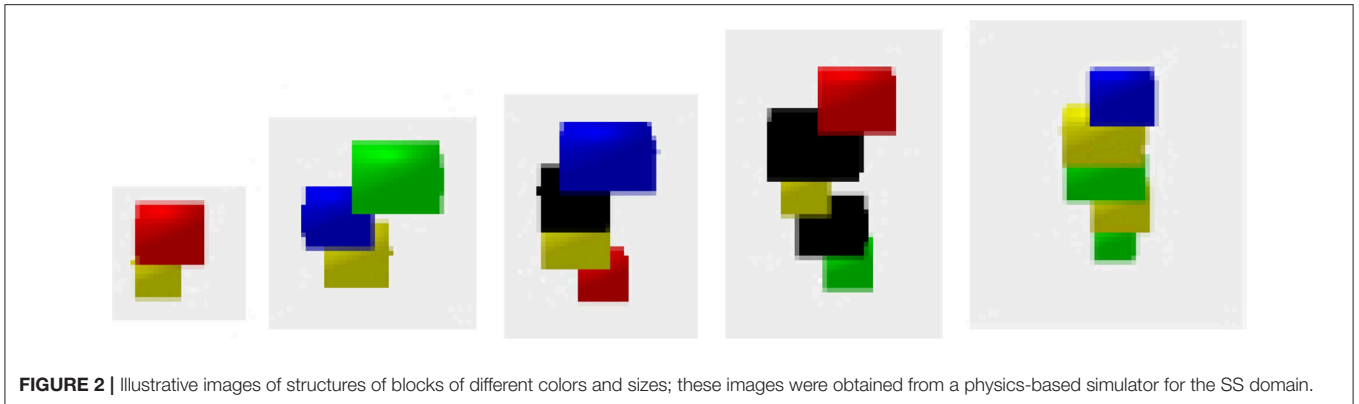 FIGURE 2 | Illustrative images of structures of blocks of different colors and sizes; these images were obtained from a physics-based simulator for the SS domain.